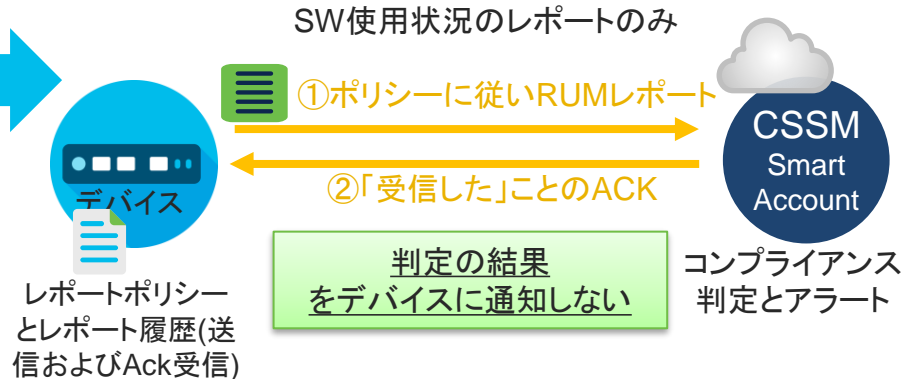 SW使用状況のレポートのみ
①ポリシーに従いRUMレポート
②「受信した」ことのACK
デバイス
レポートポリシー
とレポート履歴(送
信およびAck受信)
判定の結果
をデバイスに通知しない
CSSM
Smart
Account
コンプライアンス
判定とアラート